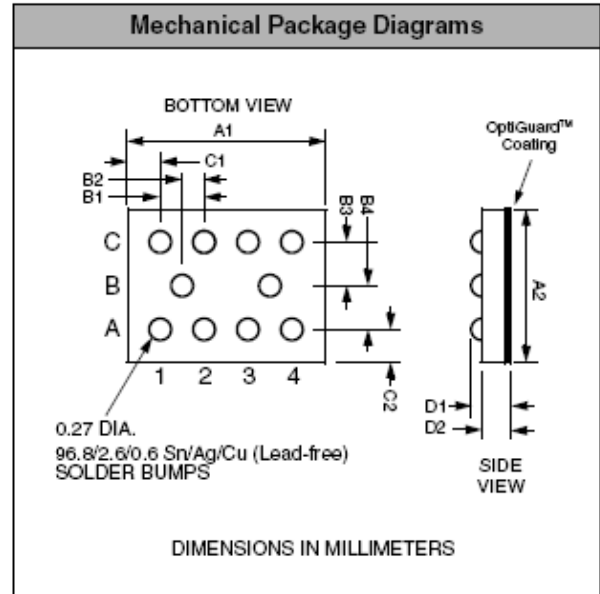 Mechanical Package Diagrams
BOTTOM VIEW
A1
OptiGuard™
Coating
C1
B2
B1
B3
B4
C
B
A
A2
1 2 3 4
C2
D1
D2
0.27 DIA.
96.8/2.6/0.6 Sn/Ag/Cu (Lead-free)
SOLDER BUMPS
SIDE
VIEW
DIMENSIONS IN MILLIMETERS